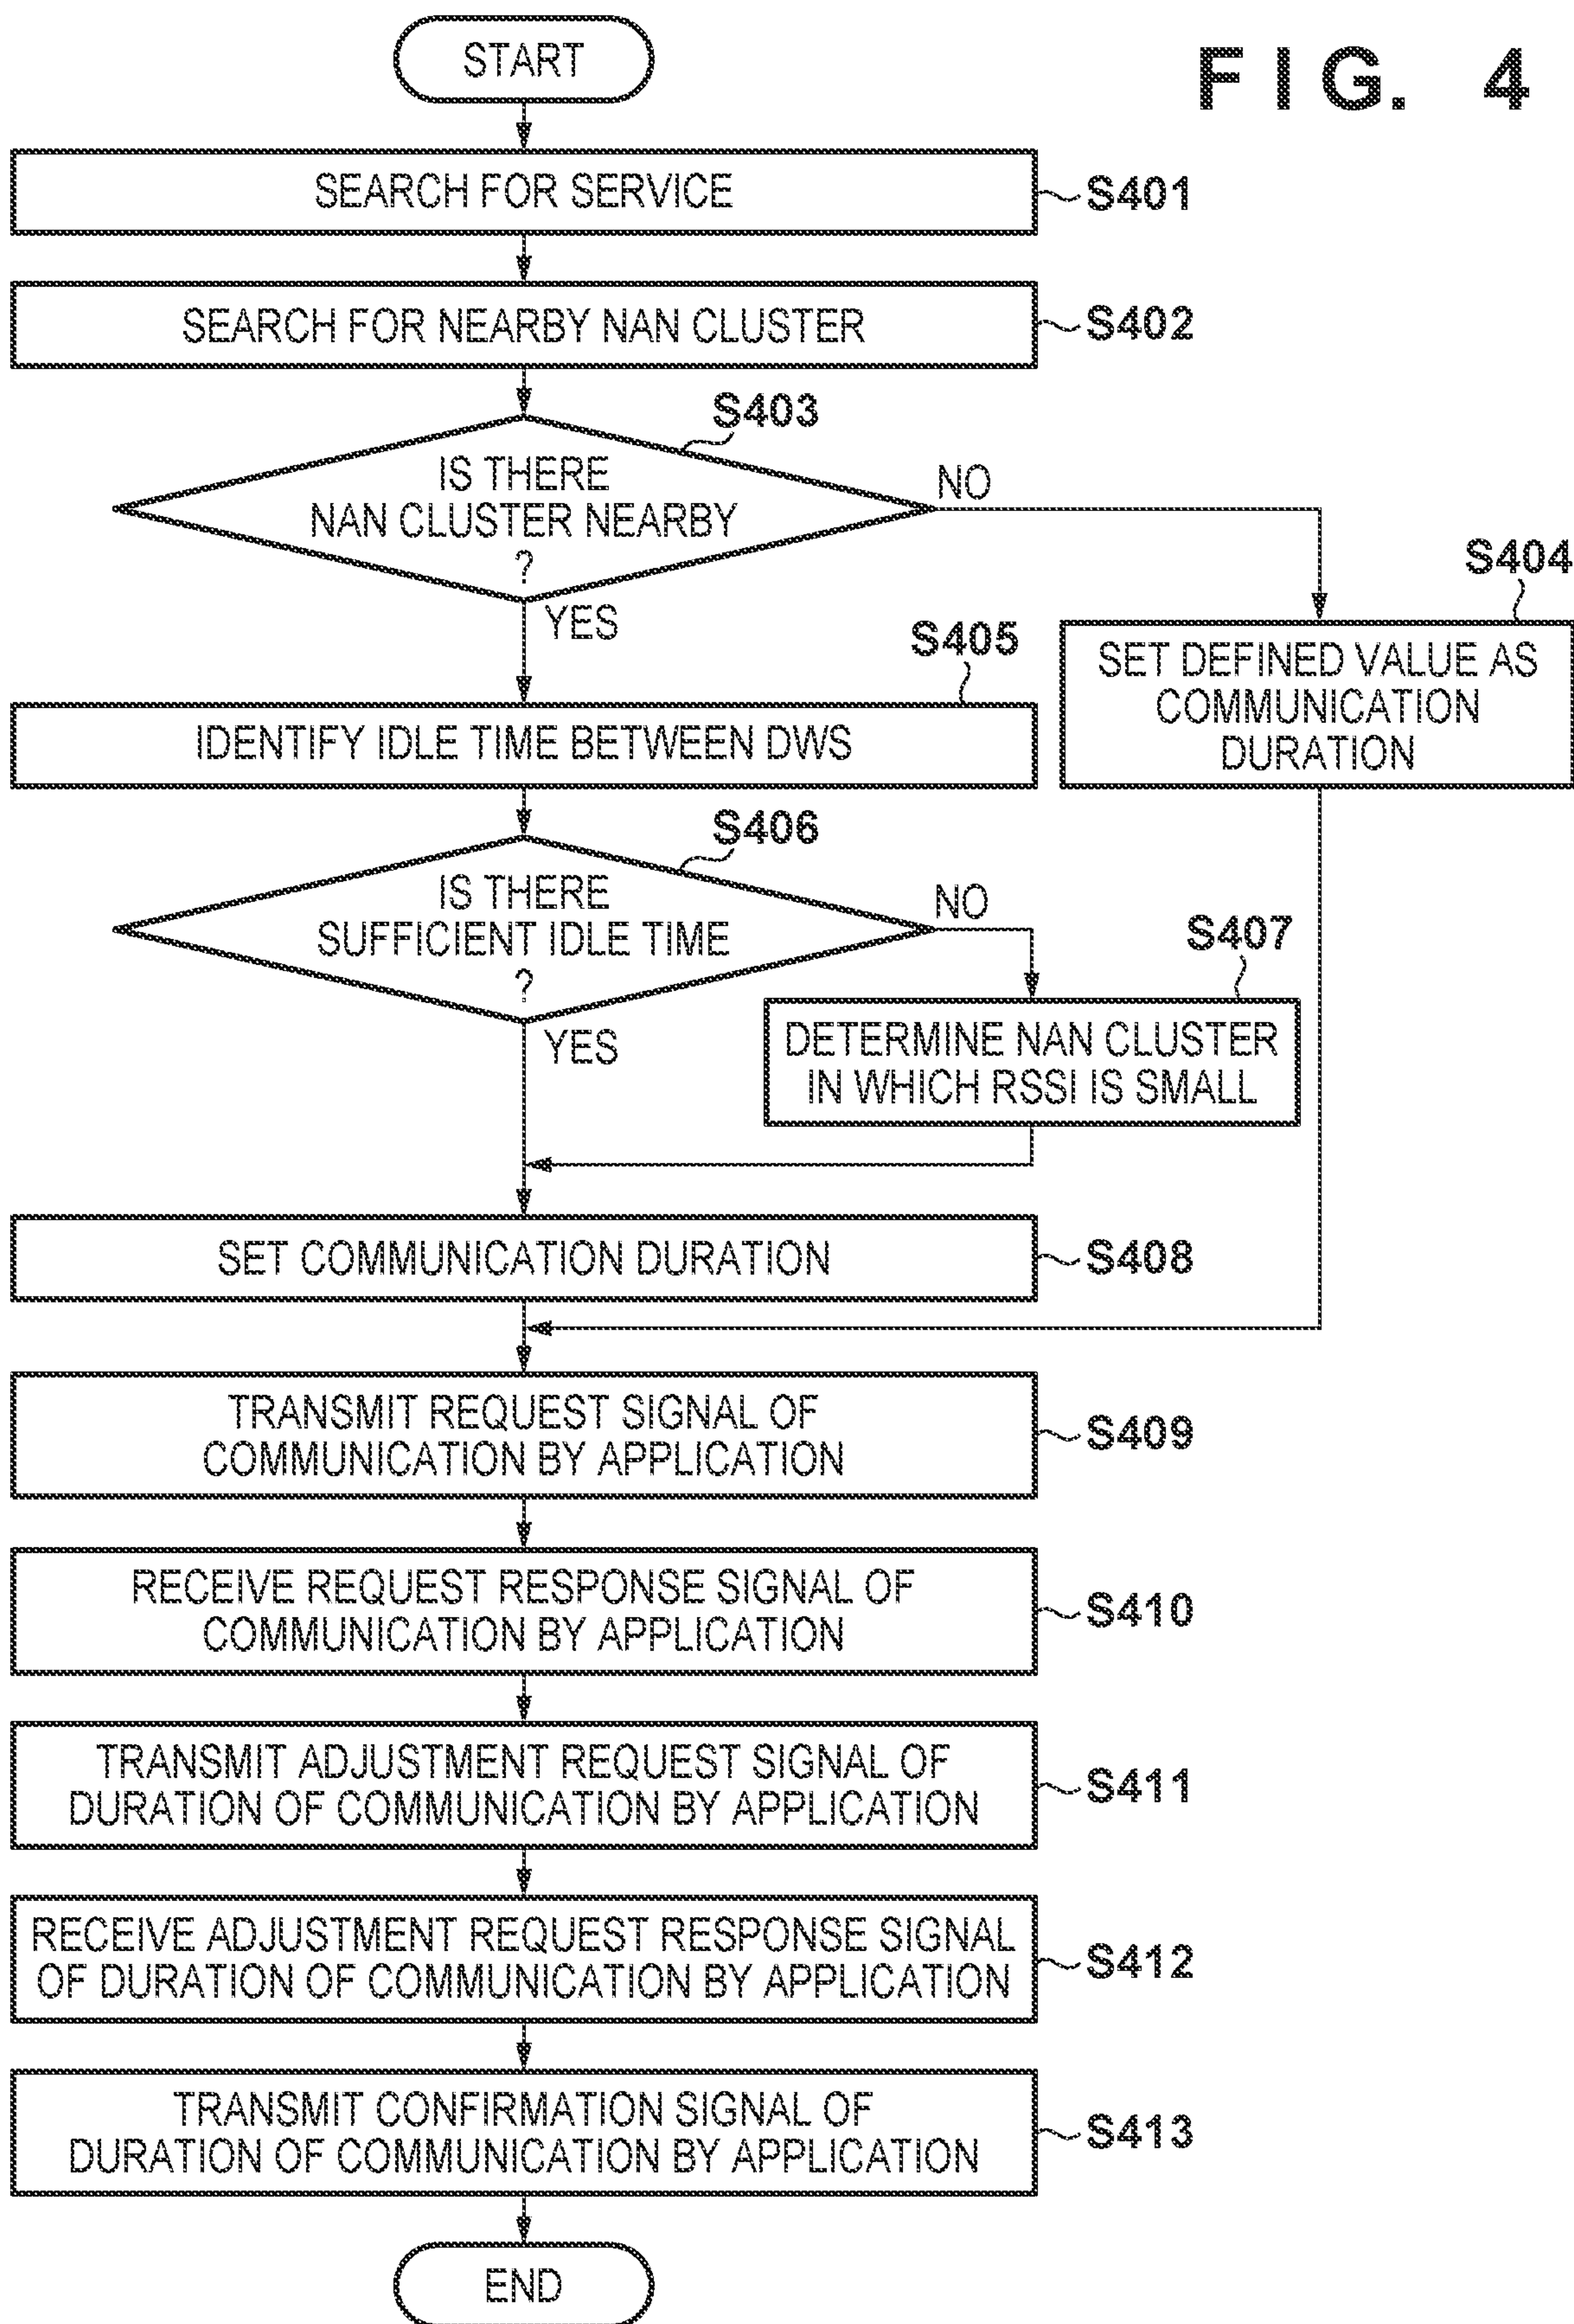 FIG. 4
START
SEARCH FOR SERVICE
S401
SEARCH FOR NEARBY NAN CLUSTER
S402
S403
IS THERE
NAN CLUSTER NEARBY
?
NO
YES
S404
SET DEFINED VALUE AS
COMMUNICATION
DURATION
S405
IDENTIFY IDLE TIME BETWEEN DWS
S406
IS THERE
SUFFICIENT IDLE TIME
?
NO
YES
S407
DETERMINE NAN CLUSTER
IN WHICH RSSI IS SMALL
SET COMMUNICATION DURATION
S408
TRANSMIT REQUEST SIGNAL OF
COMMUNICATION BY APPLICATION
S409
RECEIVE REQUEST RESPONSE SIGNAL OF
COMMUNICATION BY APPLICATION
S410
TRANSMIT ADJUSTMENT REQUEST SIGNAL OF
DURATION OF COMMUNICATION BY APPLICATION
S411
RECEIVE ADJUSTMENT REQUEST RESPONSE SIGNAL
OF DURATION OF COMMUNICATION BY APPLICATION
S412
TRANSMIT CONFIRMATION SIGNAL OF
DURATION OF COMMUNICATION BY APPLICATION
S413
END